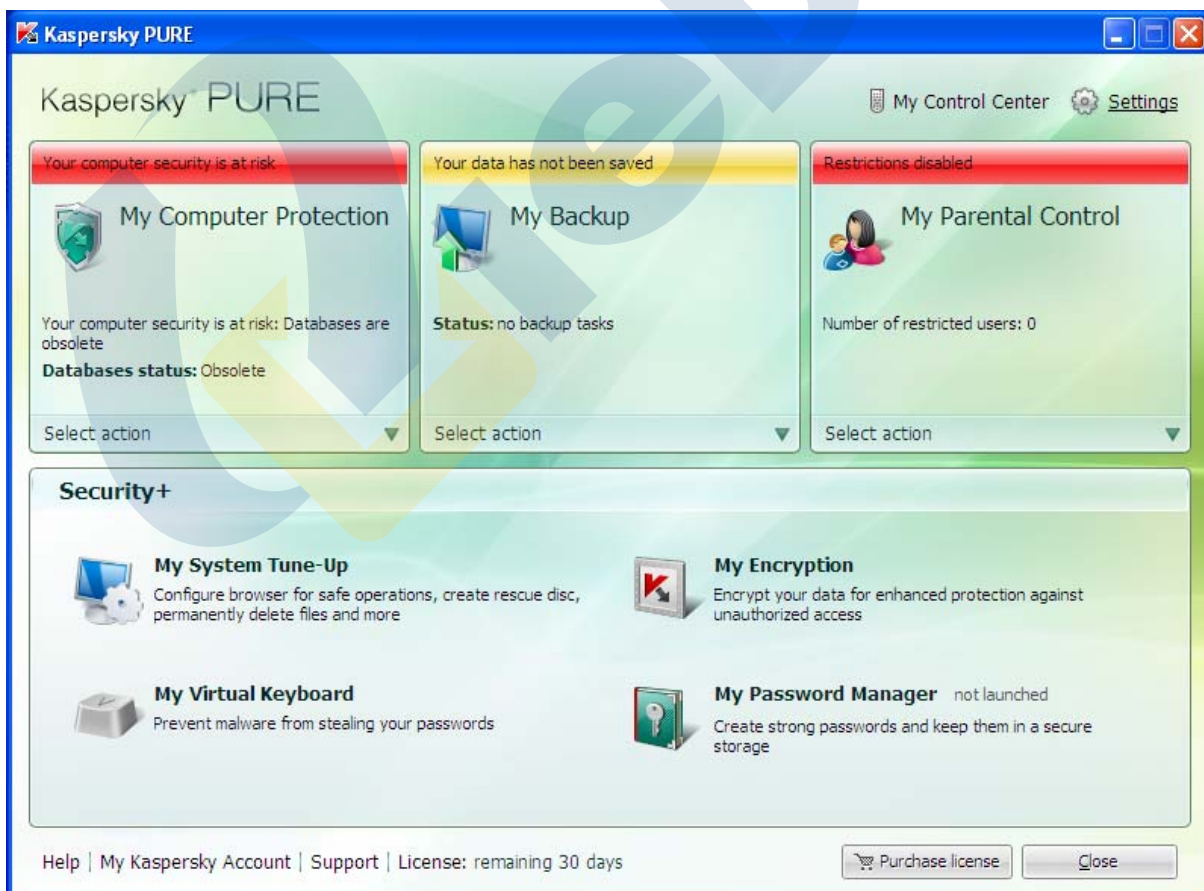 Kaspersky PURE
Kaspersky PURE
My Control Center
Settings
Your computer security is at risk
My Computer Protection
Your computer security is at risk: Databases are
obsolete
Databases status: Obsolete
Select action
Your data has not been saved
My Backup
Status: no backup tasks
Select action
Restrictions disabled
My Parental Control
Number of restricted users: 0
Select action
Security+
My System Tune-Up
Configure browser for safe operations, create rescue disc,
permanently delete files and more
My Encryption
Encrypt your data for enhanced protection against
unauthorized access
My Virtual Keyboard
Prevent malware from stealing your passwords
My Password Manager not launched
Create strong passwords and keep them in a secure
storage
Help | My Kaspersky Account | Support | License: remaining 30 days
Purchase license
Close